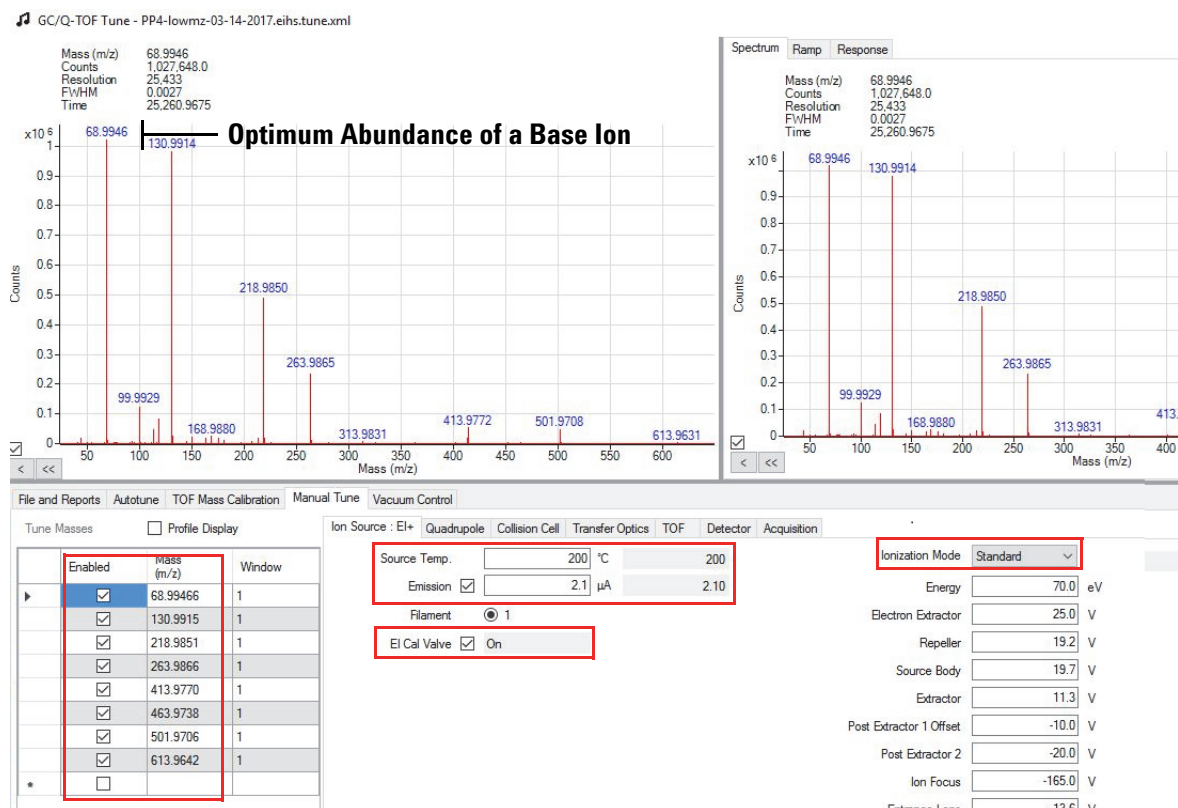 GC/Q-TOF Tune - PP4-lowmz-03-14-2017.eihs.tune.xml
Mass (m/z) 68.9946
Counts 1,027,648.0
Resolution 25,433
FWHM 0.0027
Time 25,260.9675
x10 6
68.9946
130.9914
Optimum Abundance of a Base Ion
1
0.9
0.8
0.7
0.6
0.5
0.4
0.3
0.2
0.1
0
Counts
218.9850
263.9865
99.9929
168.9880
313.9831
413.9772
501.9708
613.9631
50 100 150 200 250 300 350 400 450 500 550 600
Mass (m/z)
< <<
Spectrum Ramp Response
Mass (m/z) 68.9946
Counts 1,027,648.0
Resolution 25,433
FWHM 0.0027
Time 25,260.9675
x10 6
68.9946
130.9914
0.9
0.8
0.7
0.6
0.5
0.4
0.3
0.2
0.1
0
Counts
218.9850
263.9865
99.9929
168.9880
313.9831
413.
50 100 150 200 250 300 350 400
Mass (m/z)
< <<
File and Reports Autotune TOF Mass Calibration Manual Tune Vacuum Control
Tune Masses Profile Display
Enabled Mass (m/z) Window
68.99466 1
130.9915 1
218.9851 1
263.9866 1
413.9770 1
463.9738 1
501.9706 1
613.9642 1
*
Ion Source : EI+ Quadrupole Collision Cell Transfer Optics TOF Detector Acquisition
Source Temp. 200 °C 200
Emission 2.1 µA 2.10
Filament 1
EI Cal Valve On
Ionization Mode Standard
Energy 70.0 eV
Electron Extractor 25.0 V
Repeller 19.2 V
Source Body 19.7 V
Extractor 11.3 V
Post Extractor 1 Offset -10.0 V
Post Extractor 2 -20.0 V
Ion Focus -165.0 V
Entrance Lens 13.6 V